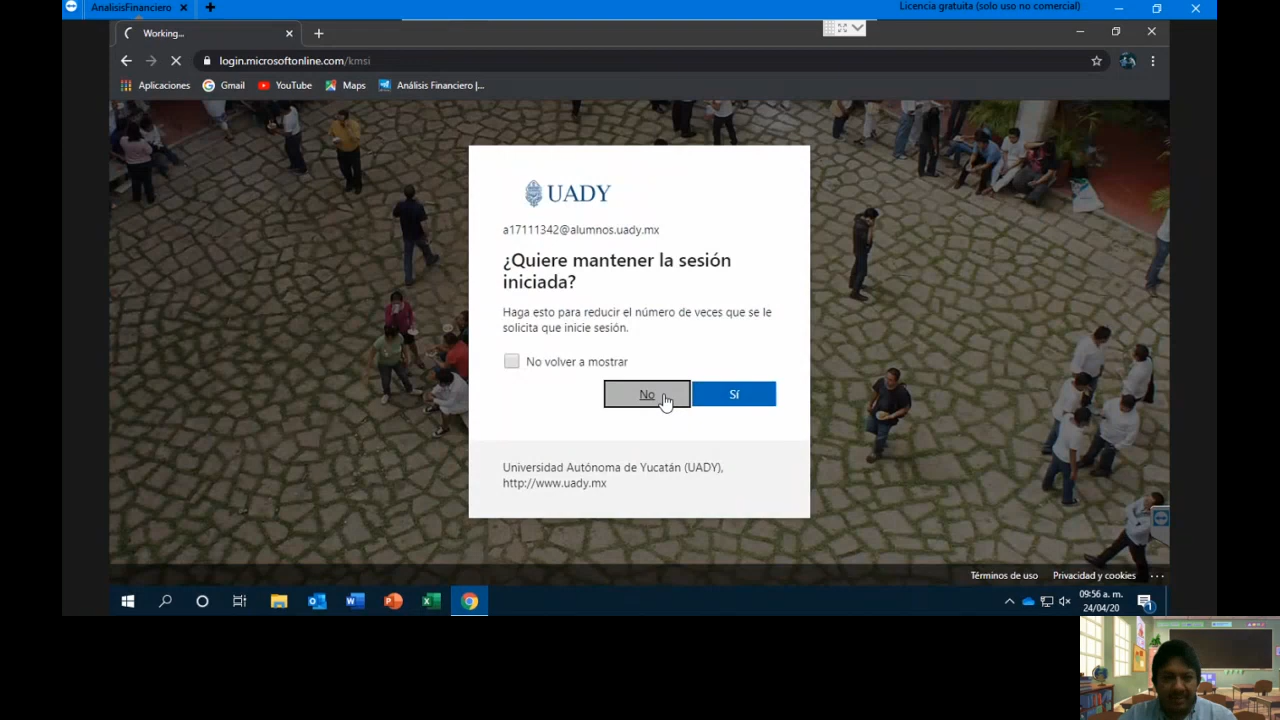 AnalisisFinanciero
Licencia gratuita (solo uso no comercial)
Working...
login.microsoftonline.com/kmsi
Aplicaciones Gmail YouTube Maps Análisis Financiero |...
UADY
a17111342@alumnos.uady.mx
¿Quiere mantener la sesión
iniciada?
Haga esto para reducir el número de veces que se le
solicita que inicie sesión.
No volver a mostrar
No Sí
Universidad Autónoma de Yucatán (UADY),
http://www.uady.mx
Términos de uso Privacidad y cookies ...
09:56 a. m.
24/04/20